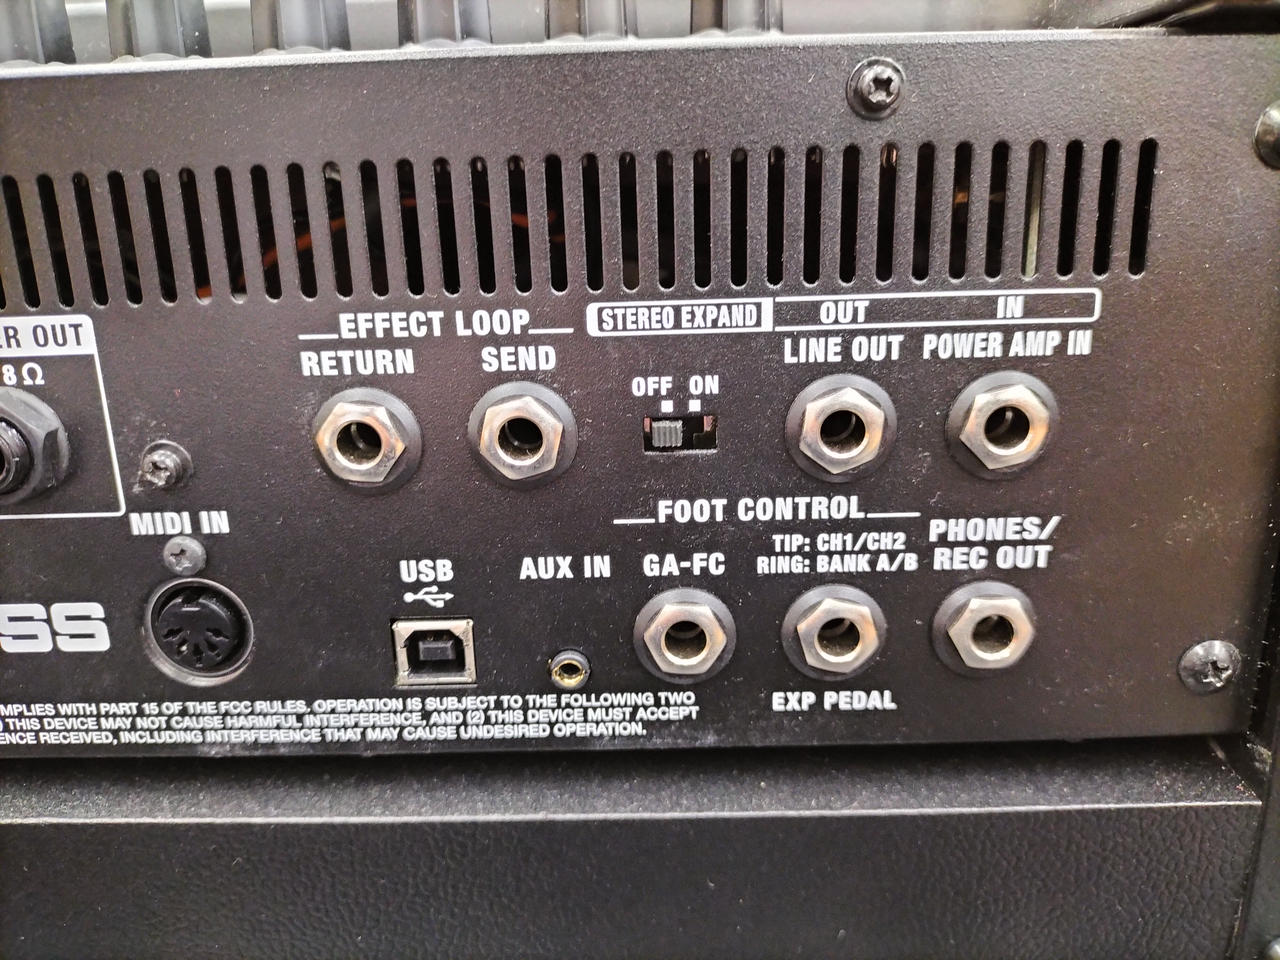 OUT
8Ω
EFFECT LOOP
RETURN SEND
STEREO EXPAND OUT IN
OFF ON
LINE OUT POWER AMP IN
MIDI IN
USB
AUX IN
FOOT CONTROL
GA-FC
TIP: CH1/CH2
RING: BANK A/B
EXP PEDAL
PHONES/
REC OUT
SS
WITH PART 15 OF THE FCC RULES. OPERATION IS SUBJECT TO THE FOLLOWING TWO
THIS DEVICE MAY NOT CAUSE HARMFUL INTERFERENCE, AND (2) THIS DEVICE MUST ACCEPT
RECEIVED, INCLUDING INTERFERENCE THAT MAY CAUSE UNDESIRED OPERATION.